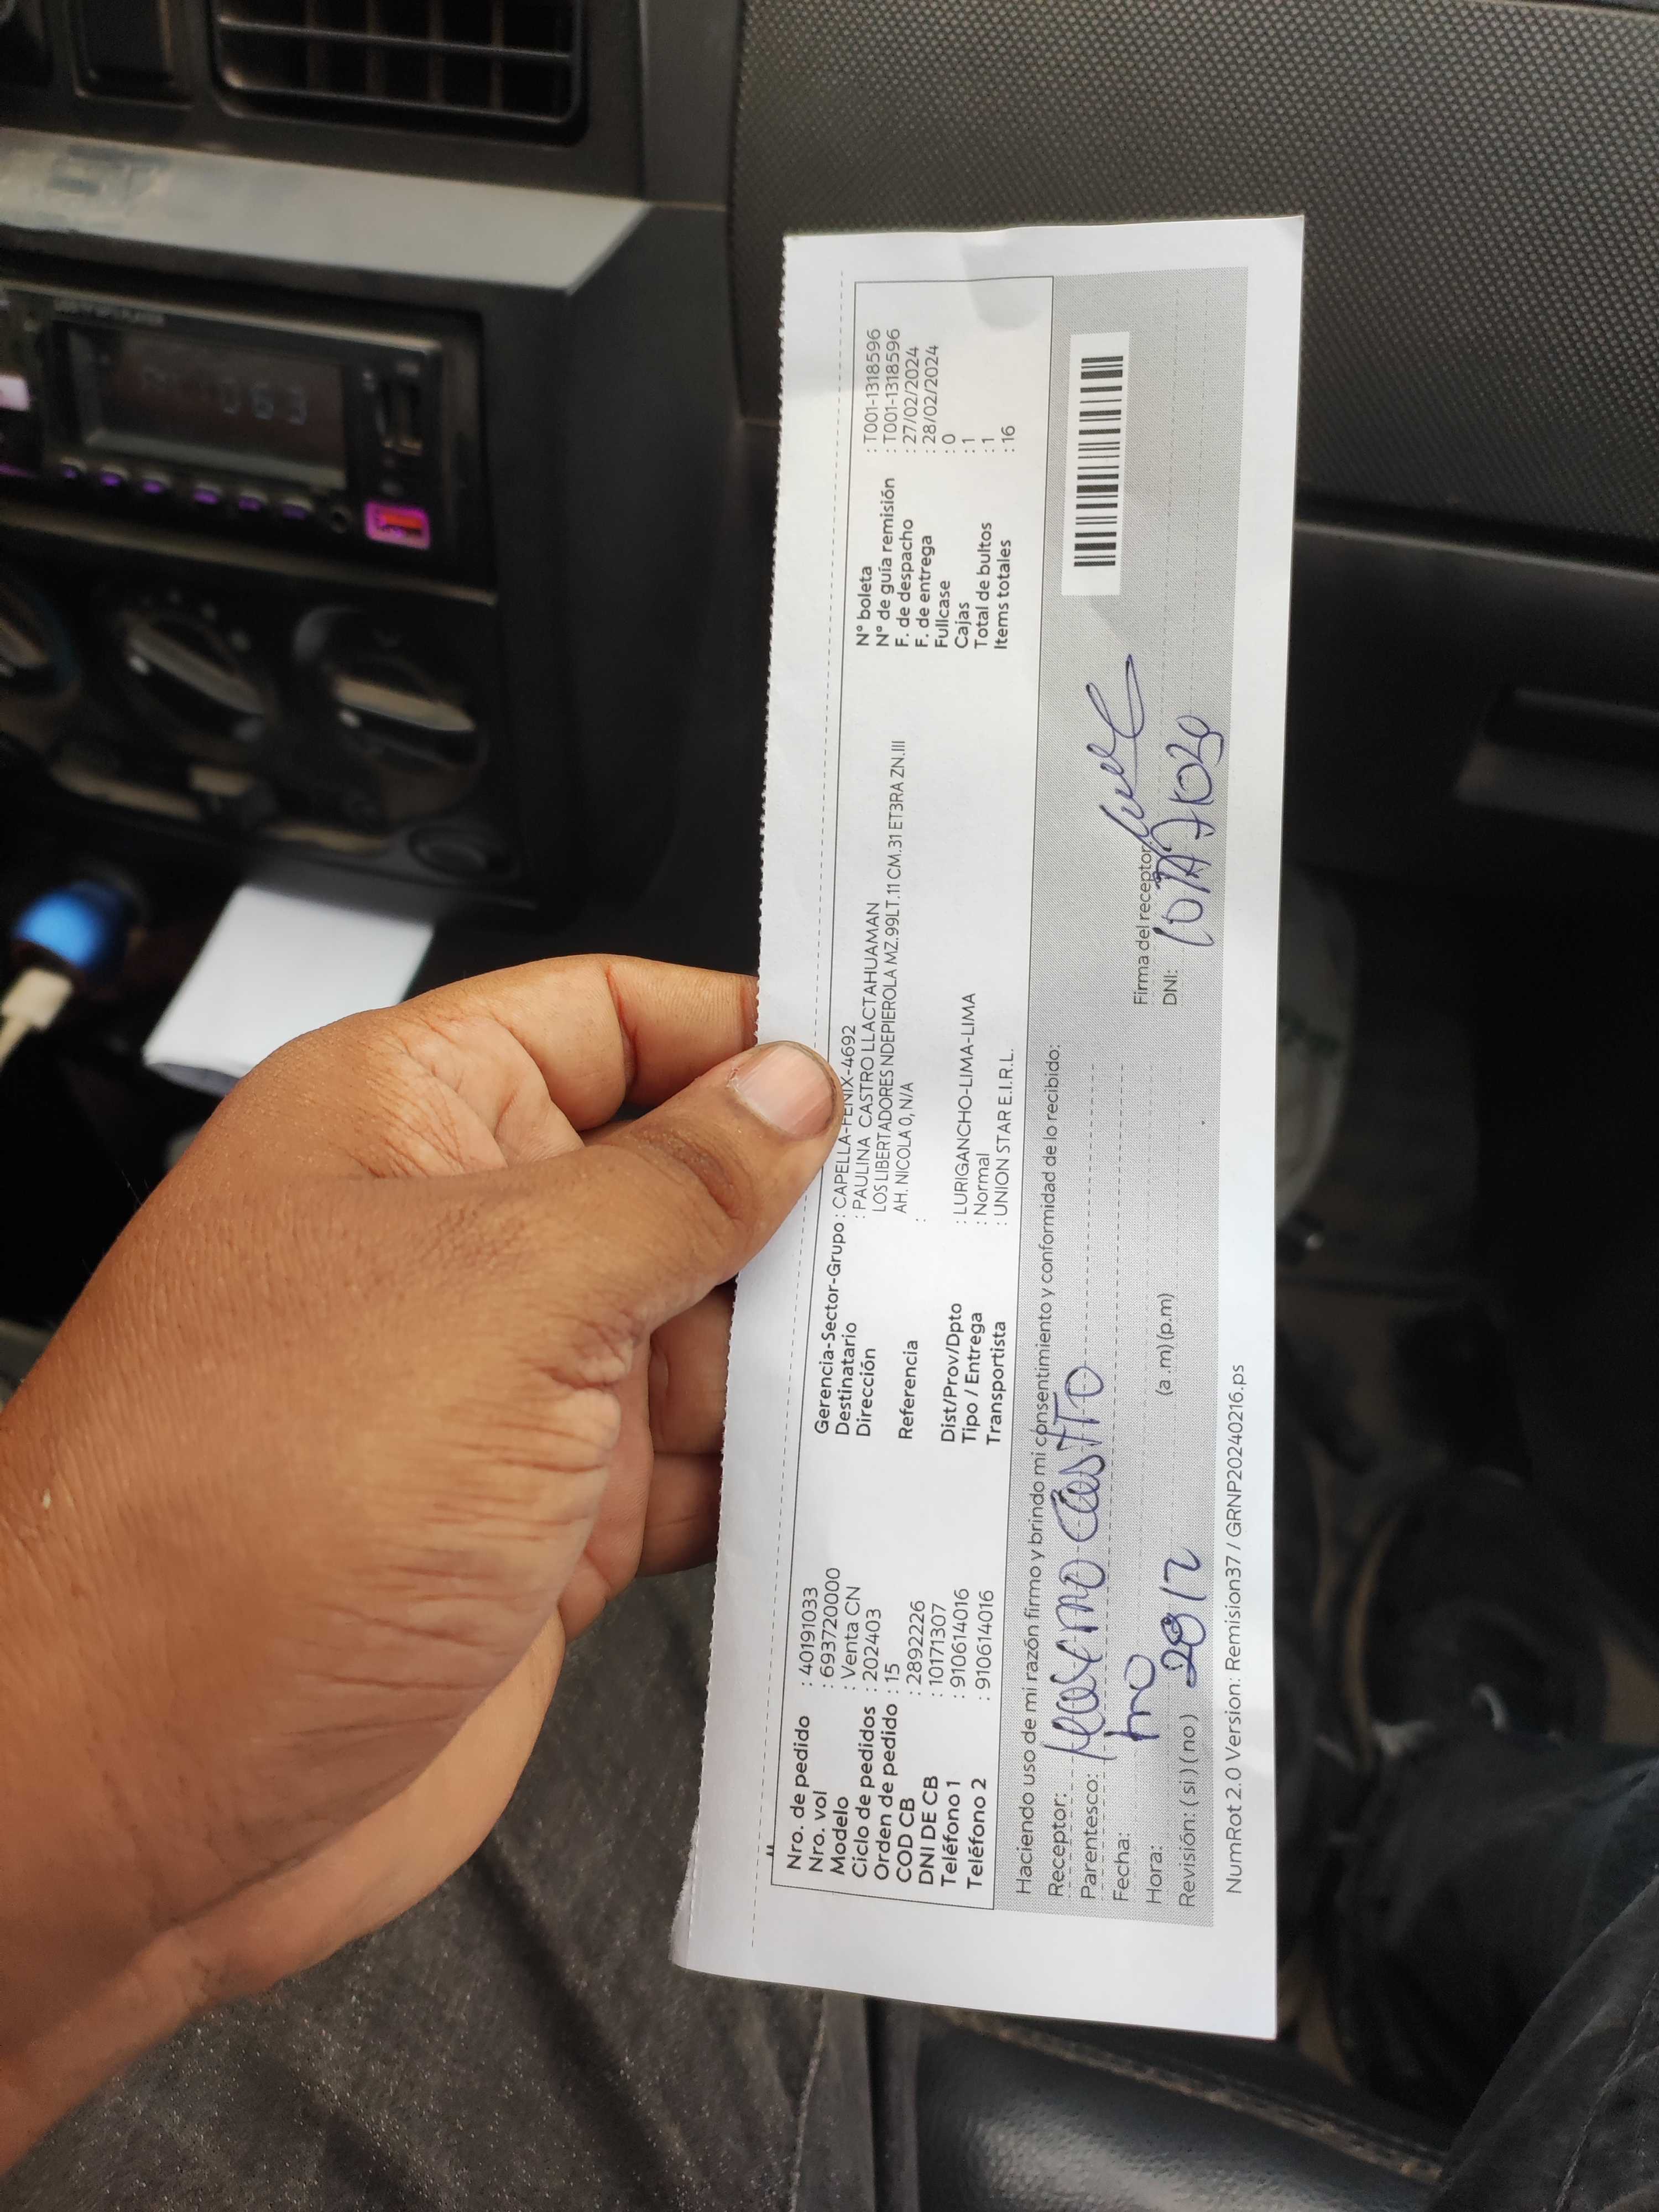 Nro. de pedido : 40191033
Nro. vol : 693720000
Modelo : Venta CN
Ciclo de pedidos : 202403
Orden de pedido : 15
COD CB : 2892226
DNI DE CB : 10171307
Teléfono 1 : 910614016
Teléfono 2 : 910614016
Gerencia-Sector-Grupo : CAPELLA-FENIX-4692
Destinatario : PAULINA CASTRO LLACTAHUAMAN
Dirección LOS LIBERTADORES NDEPIEROLA MZ.99LT.11 CM.31 ET3RA ZN.III
AH. NICOLA 0, N/A
Referencia :
Dist/Prov/Dpto : LURIGANCHO-LIMA-LIMA
Tipo / Entrega : Normal
Transportista : UNION STAR E.I.R.L.
N° boleta : T001-1318596
N° de guía remisión : T001-1318596
F. de despacho : 27/02/2024
F. de entrega : 28/02/2024
Fullcase : 0
Cajas : 1
Total de bultos : 1
Items totales : 16
Haciendo uso de mi razón firmo y brindo mi consentimiento y conformidad de lo recibido:
Receptor: Maximo Castro
Parentesco:
Fecha:
Hora: (a .m) (p.m)
Revisión: ( si ) ( no )
Firma del receptor:
DNI:
NumRot 2.0 Version: Remision37 / GRNP20240216.ps